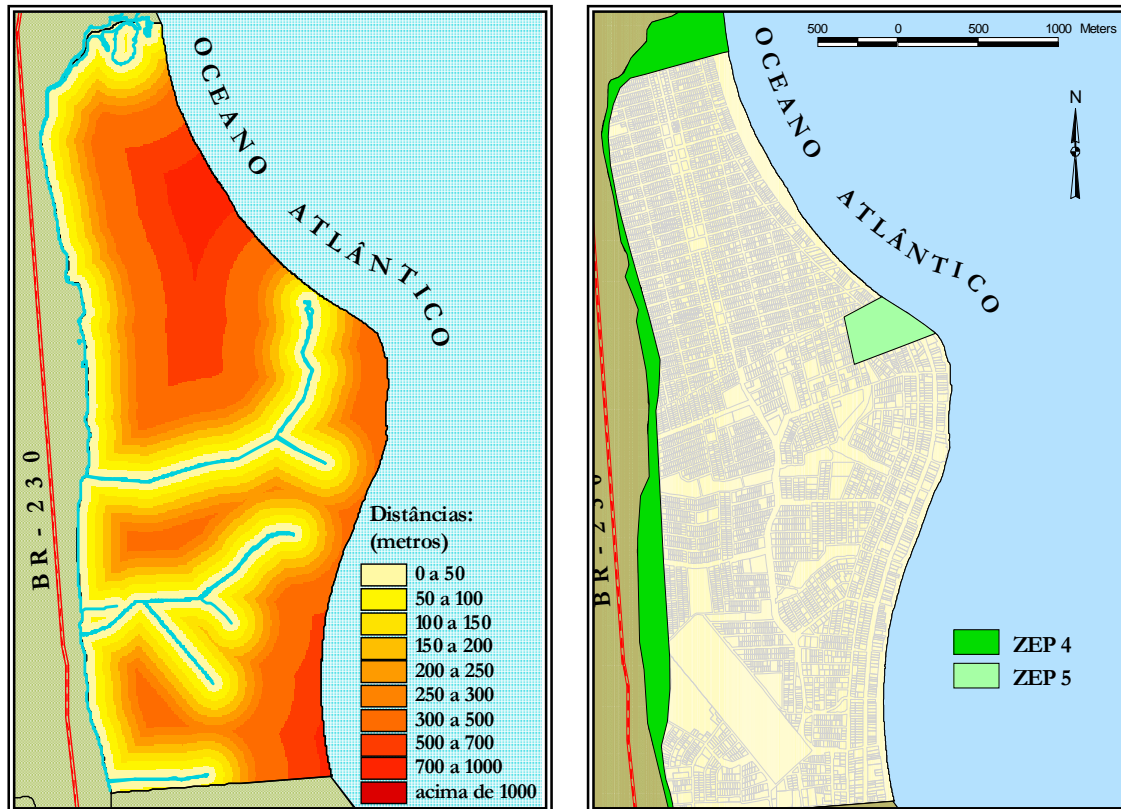 OCEANO
ATLÂNTICO
BR-230
Distâncias:
(metros)
0 a 50
50 a 100
100 a 150
150 a 200
200 a 250
250 a 300
300 a 500
500 a 700
700 a 1000
acima de 1000
500 0 500 1000 Meters
N
OCEANO
ATLÂNTICO
BR-230
ZEP 4
ZEP 5